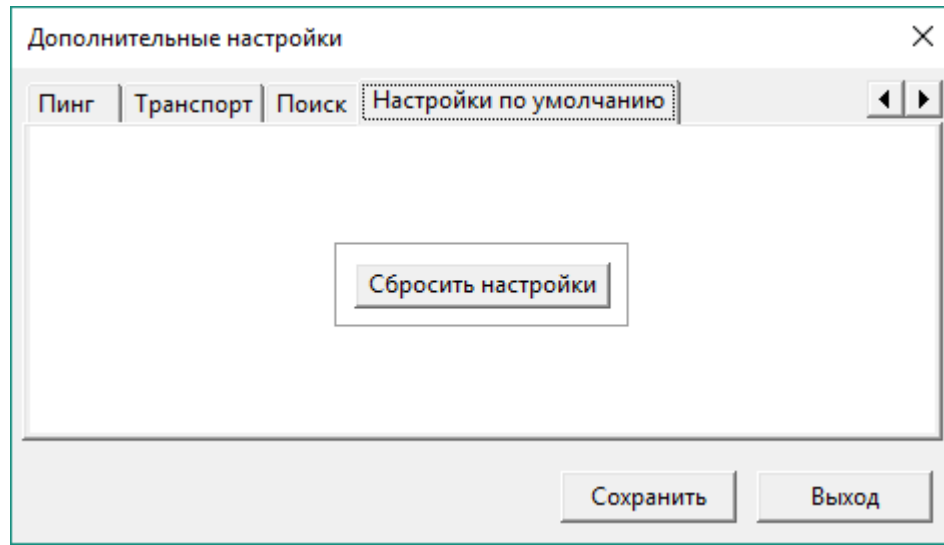 Дополнительные настройки
Пинг Транспорт Поиск Настройки по умолчанию
Сбросить настройки
Сохранить Выход